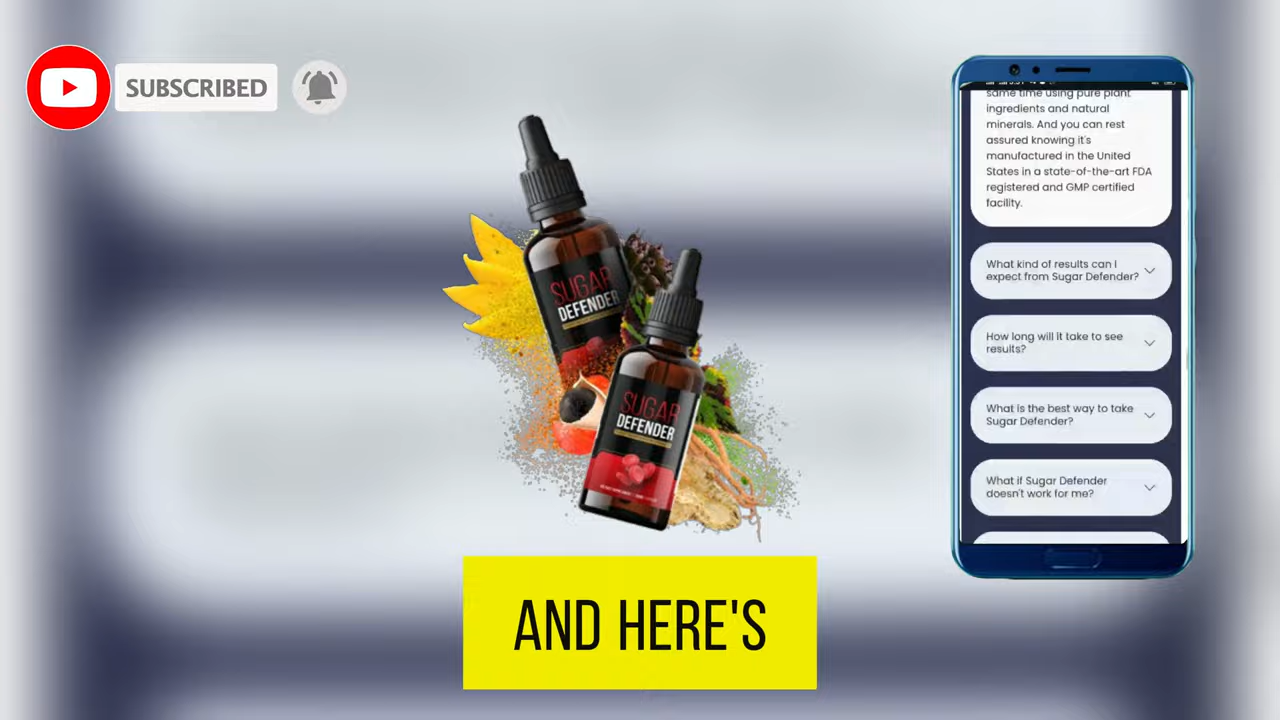 SUBSCRIBED
SUGAR
DEFENDER
SUGAR
DEFENDER
same time using pure plant
ingredients and natural
minerals. And you can rest
assured knowing it's
manufactured in the United
States in a state-of-the-art FDA
registered and GMP certified
facility.
What kind of results can I
expect from Sugar Defender?
How long will it take to see
results?
What is the best way to take
Sugar Defender?
What if Sugar Defender
doesn't work for me?
AND HERE'S